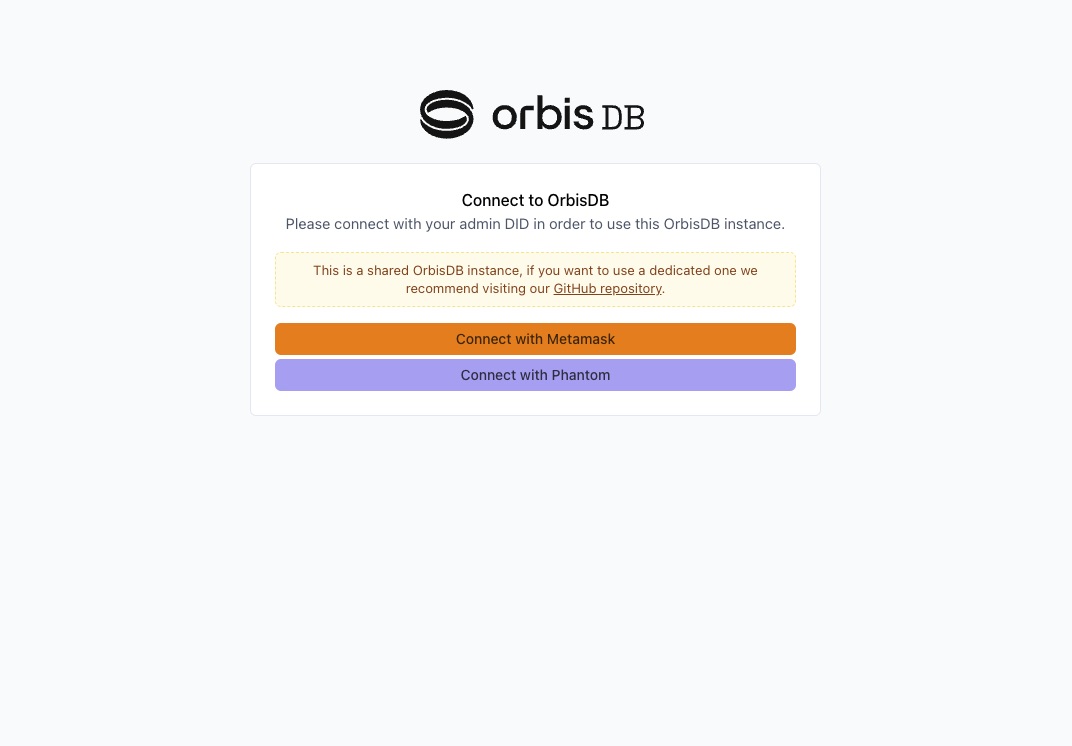 orbis DB
Connect to OrbisDB
Please connect with your admin DID in order to use this OrbisDB instance.
This is a shared OrbisDB instance, if you want to use a dedicated one we
recommend visiting our GitHub repository.
Connect with Metamask
Connect with Phantom